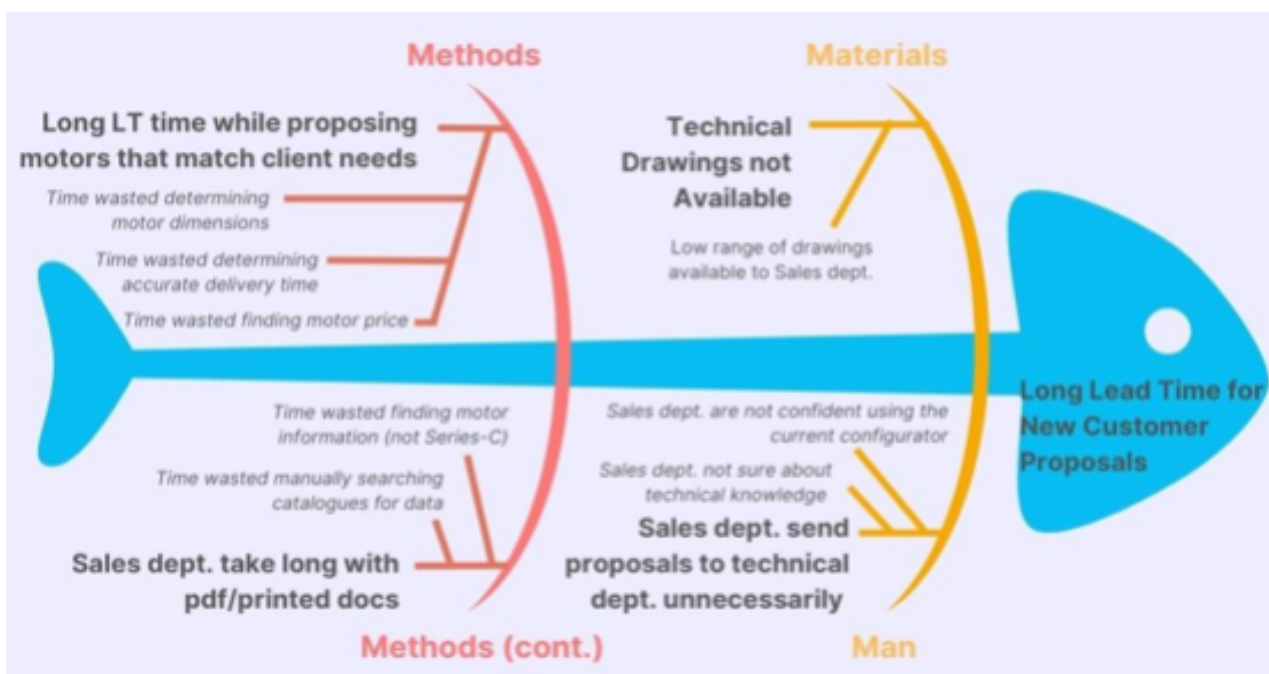 Methods
Materials
Long LT time while proposing
motors that match client needs
Time wasted determining
motor dimensions
Time wasted determining
accurate delivery time
Time wasted finding motor price
Technical
Drawings not
Available
Low range of drawings
available to Sales dept.
Time wasted finding motor
information (not Series-C)
Time wasted manually searching
catalogues for data
Sales dept. take long with
pdf/printed docs
Sales dept. are not confident using the
current configurator
Sales dept. not sure about
technical knowledge
Sales dept. send
proposals to technical
dept. unnecessarily
Long Lead Time for
New Customer
Proposals
Methods (cont.)
Man